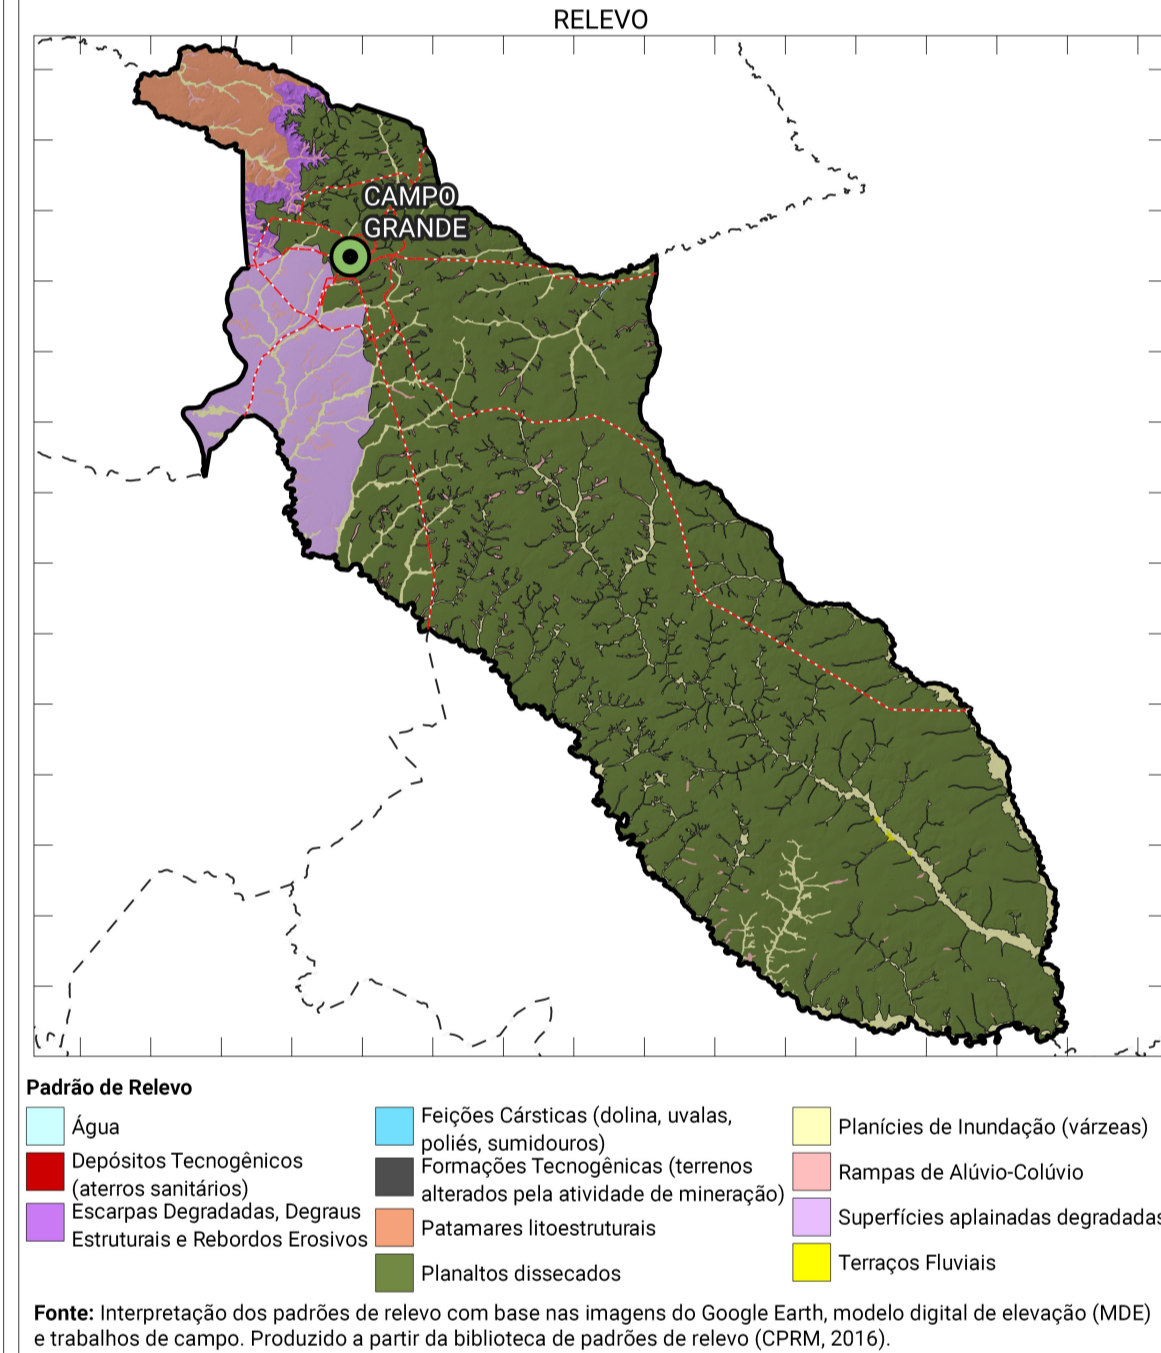 RELEVO
CAMPO
GRANDE
Padrão de Relevo
Água
Depósitos Tecnogênicos
(aterros sanitários)
Escarpas Degradadas, Degraus
Estruturais e Rebordos Erosivos
Feições Cársticas (dolina, uvalas,
poliés, sumidouros)
Formações Tecnogênicas (terrenos
alterados pela atividade de mineração)
Patamares litoestruturais
Planaltos dissecados
Planícies de Inundação (várzeas)
Rampas de Alúvio-Colúvio
Superfícies aplainadas degradadas
Terraços Fluviais
Fonte: Interpretação dos padrões de relevo com base nas imagens do Google Earth, modelo digital de elevação (MDE)
e trabalhos de campo. Produzido a partir da biblioteca de padrões de relevo (CPRM, 2016).